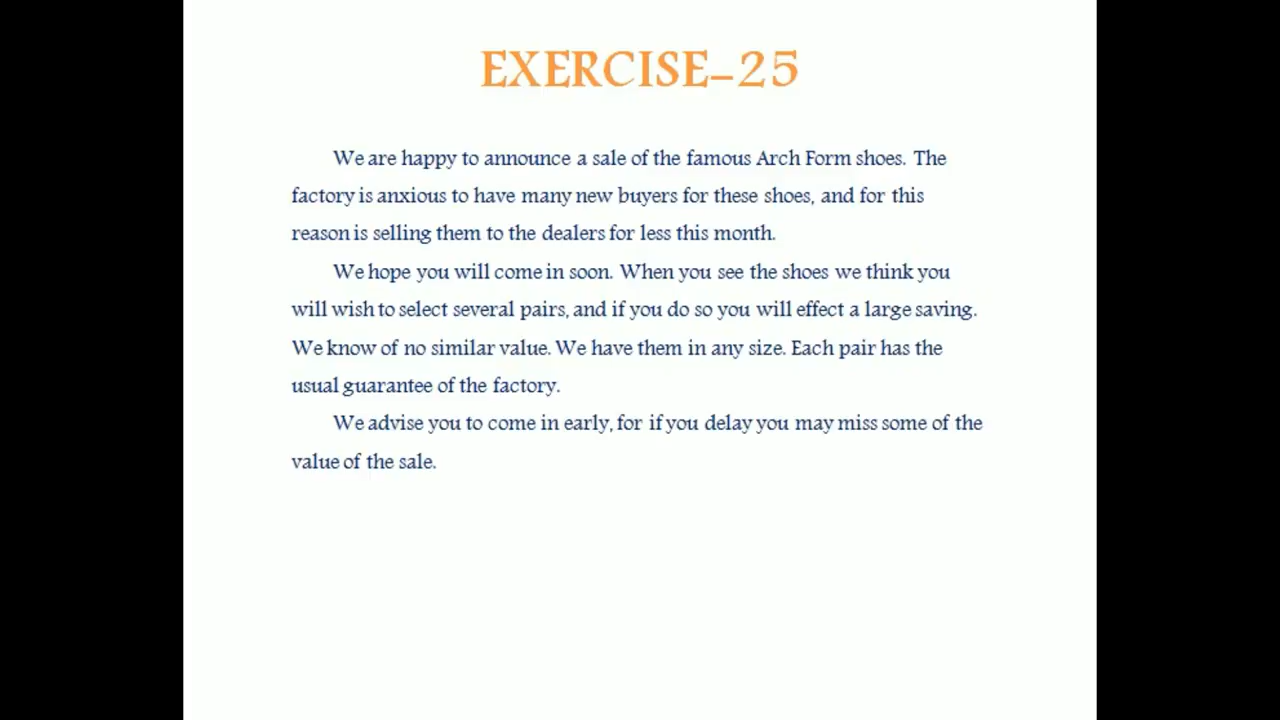 EXERCISE-25
We are happy to announce a sale of the famous Arch Form shoes. The
factory is anxious to have many new buyers for these shoes, and for this
reason is selling them to the dealers for less this month.
We hope you will come in soon. When you see the shoes we think you
will wish to select several pairs, and if you do so you will effect a large saving.
We know of no similar value. We have them in any size. Each pair has the
usual guarantee of the factory.
We advise you to come in early, for if you delay you may miss some of the
value of the sale.